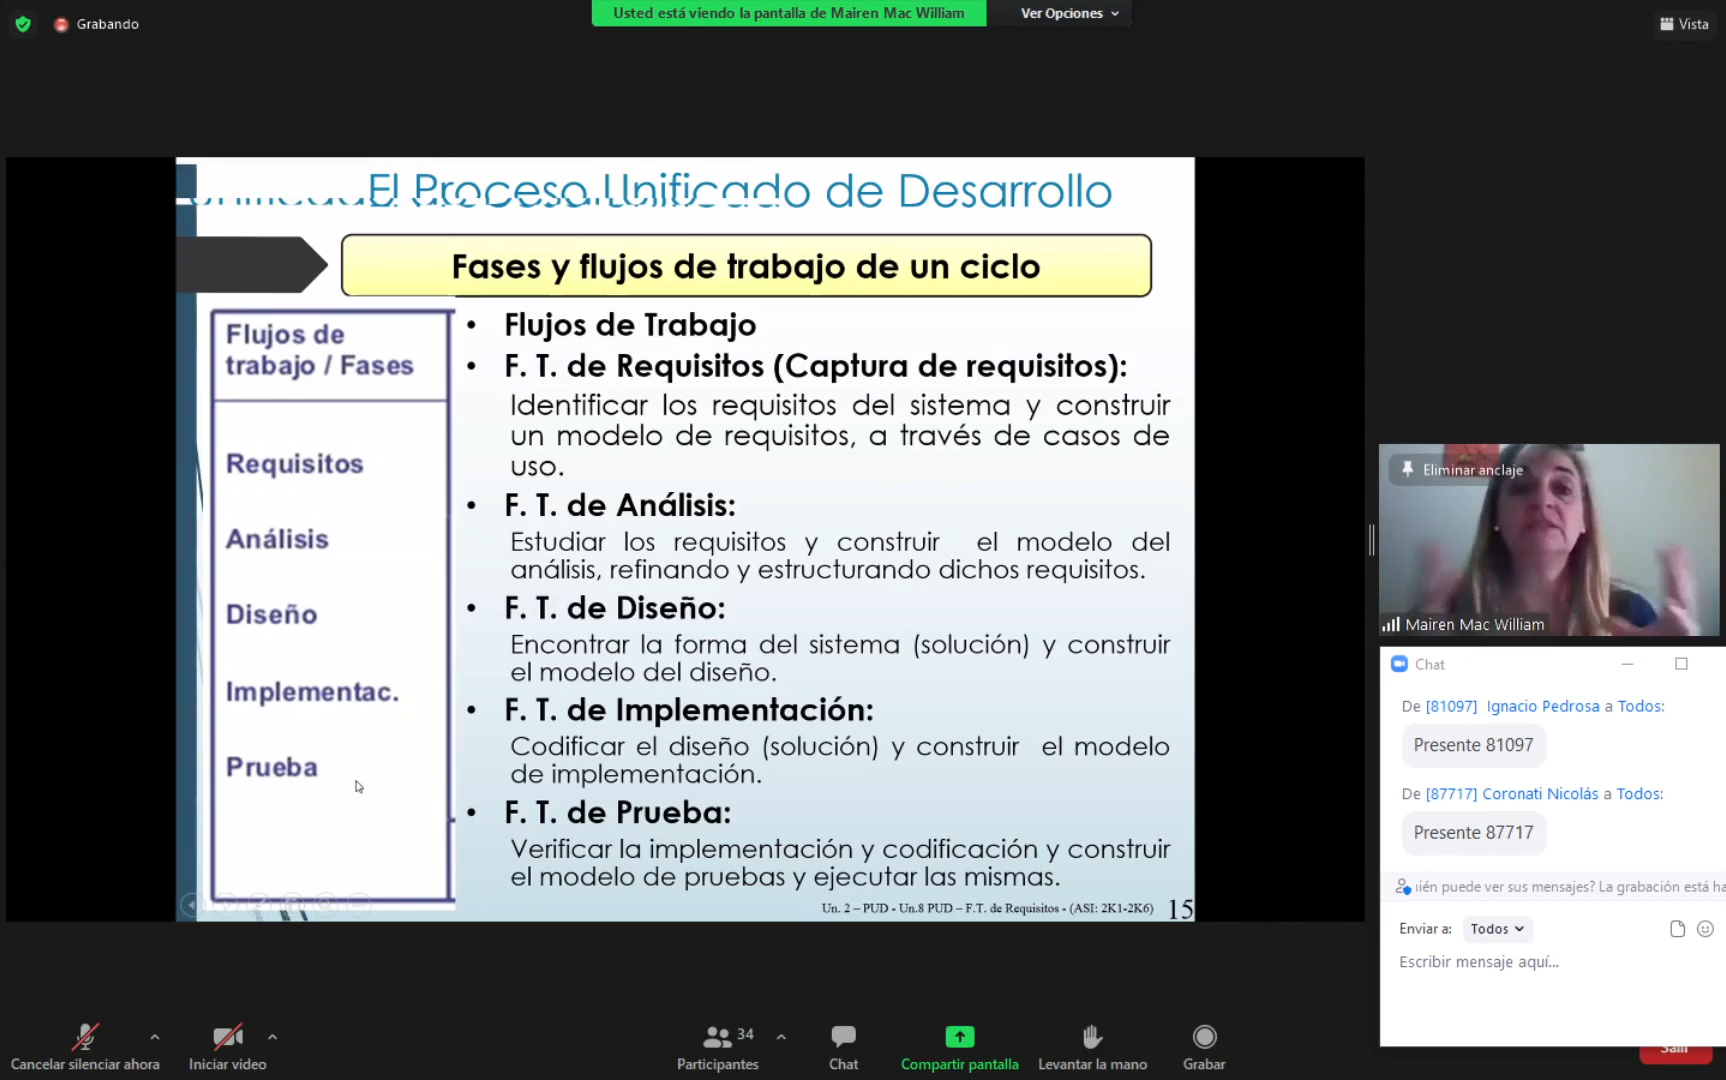 Grabando
Usted está viendo la pantalla de Mairen Mac William
Ver Opciones
Vista
El Proceso Unificado de Desarrollo
Fases y flujos de trabajo de un ciclo
Flujos de
trabajo / Fases
Requisitos
Análisis
Diseño
Implementac.
Prueba
• Flujos de Trabajo
• F. T. de Requisitos (Captura de requisitos):
Identificar los requisitos del sistema y construir
un modelo de requisitos, a través de casos de
uso.
• F. T. de Análisis:
Estudiar los requisitos y construir el modelo del
análisis, refinando y estructurando dichos requisitos.
• F. T. de Diseño:
Encontrar la forma del sistema (solución) y construir
el modelo del diseño.
• F. T. de Implementación:
Codificar el diseño (solución) y construir el modelo
de implementación.
• F. T. de Prueba:
Verificar la implementación y codificación y construir
el modelo de pruebas y ejecutar las mismas.
Un. 2 – PUD - Un.8 PUD – F.T. de Requisitos - (ASI: 2K1-2K6) 15
Eliminar anclaje
Mairen Mac William
Chat
De [81097] Ignacio Pedrosa a Todos:
Presente 81097
De [87717] Coronati Nicolás a Todos:
Presente 87717
ién puede ver sus mensajes? La grabación está ha
Enviar a: Todos
Escribir mensaje aquí...
Cancelar silenciar ahora
Iniciar video
34
Participantes
Chat
Compartir pantalla
Levantar la mano
Grabar
Salir